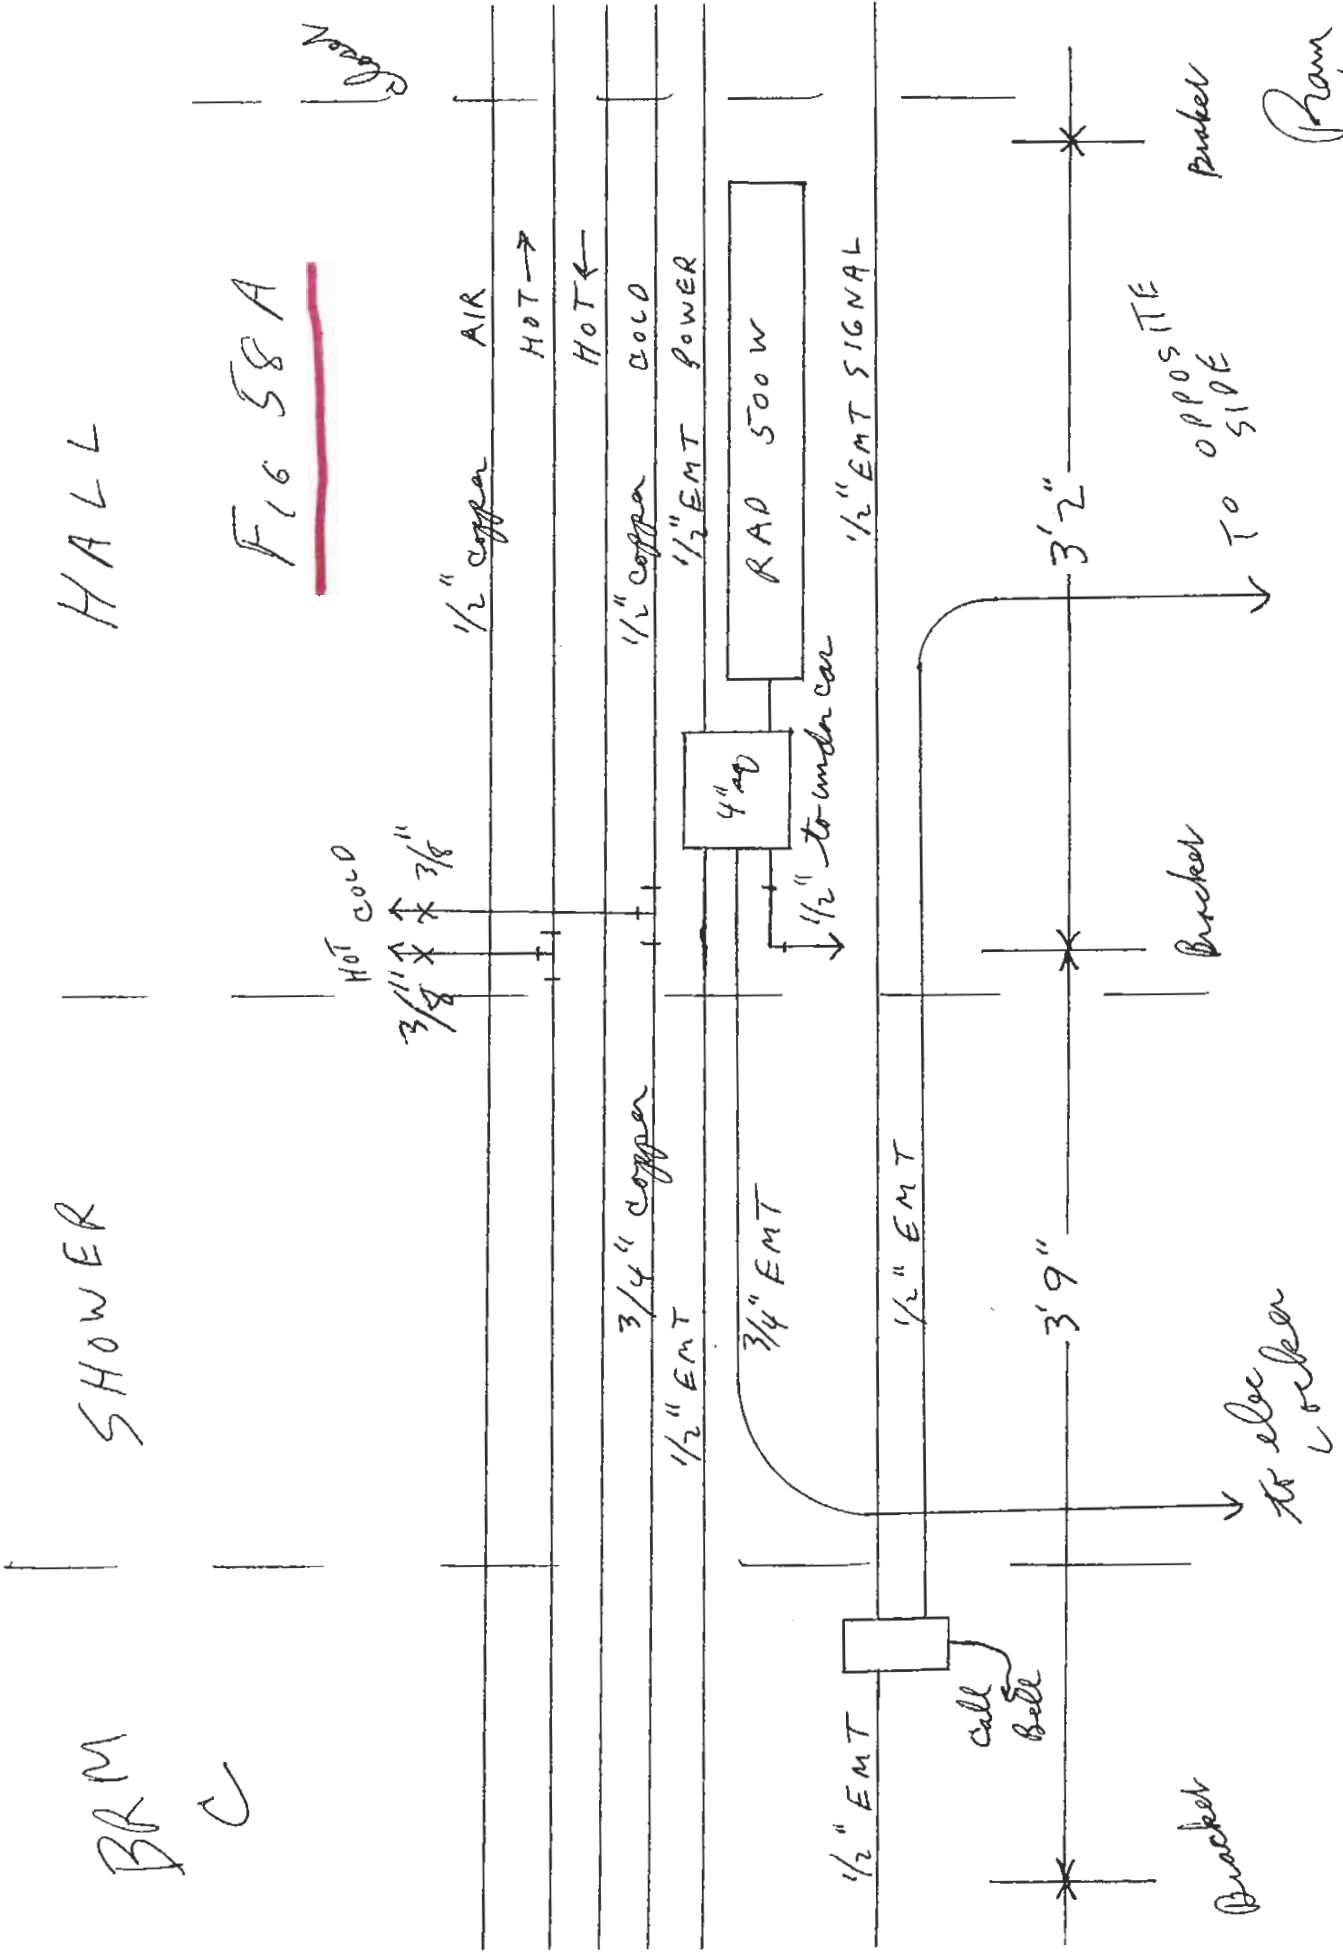 BRM
C
SHOWER
HALL
FIG 58A
HOT
COLD
3/8"
3/8"
1/2" copper
AIR
HOT →
HOT ←
3/4" copper
1/2" copper
COLD
1/2" EMT
1/2" EMT
POWER
3/4" EMT
4" sq
RAD 500W
1/2" to under car
1/2" EMT
1/2" EMT SIGNAL
1/2" EMT
Call
Bell
3'9"
3'2"
Bracket
Bracket
Braket
to elec
Locker
TO OPPOSITE
SIDE